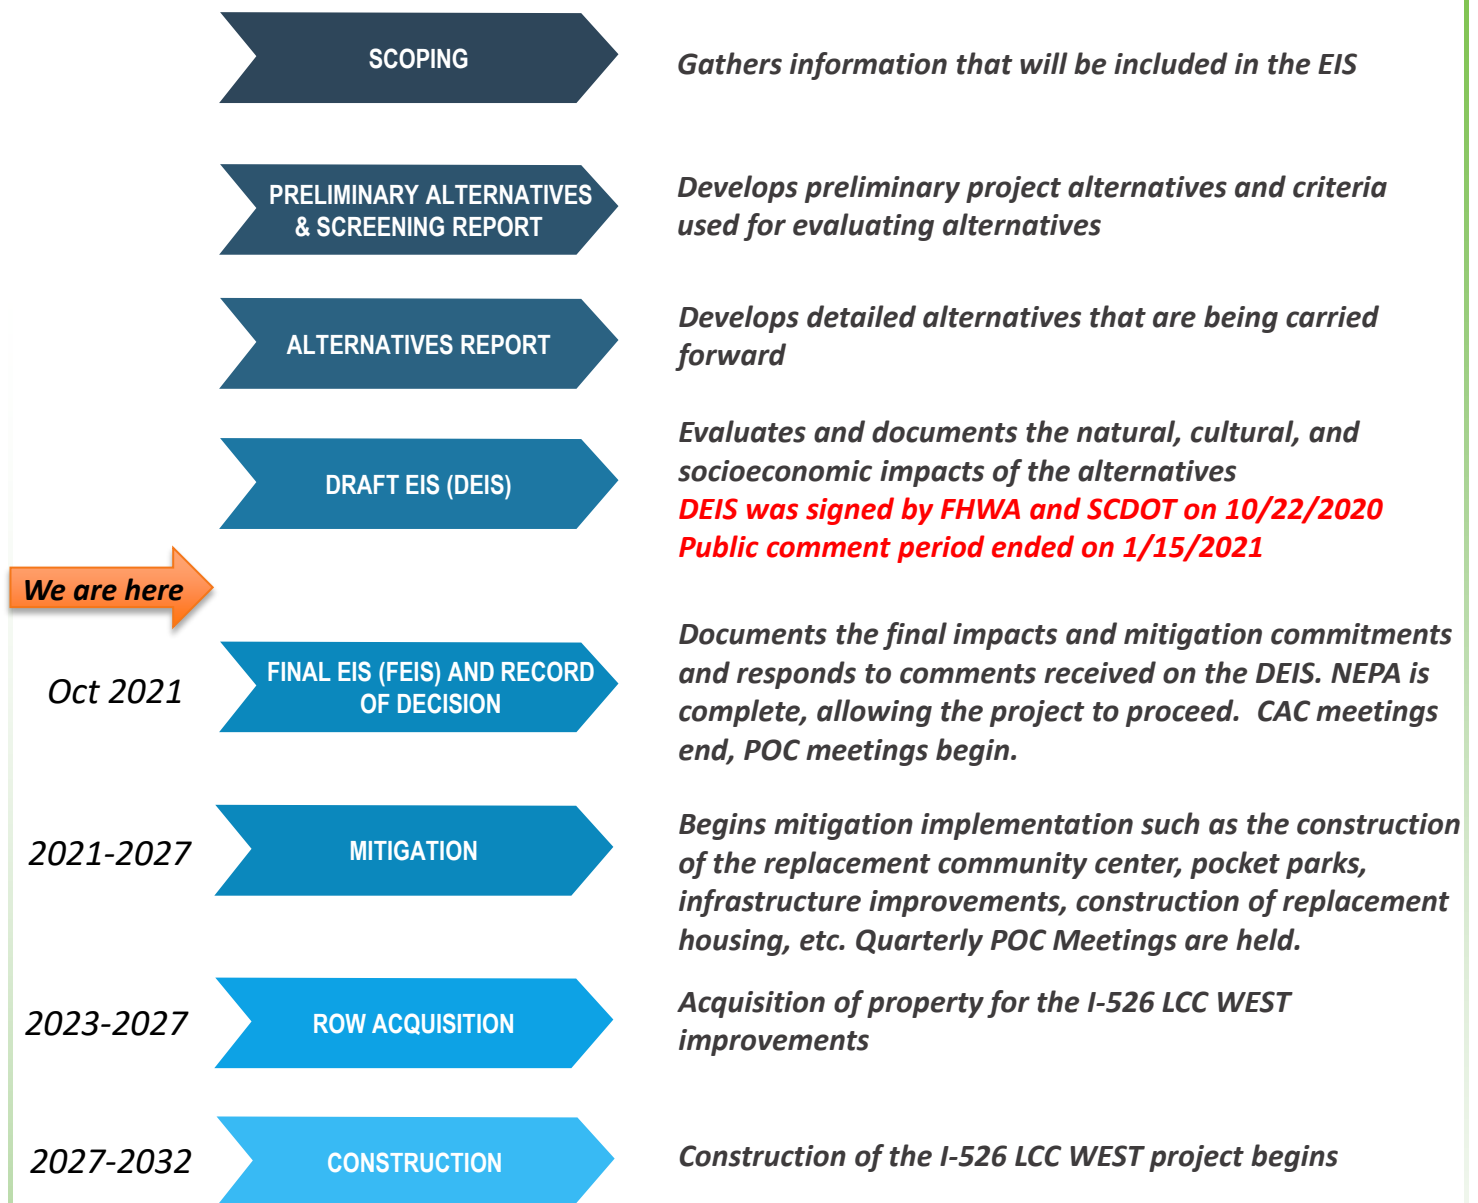 SCOPING
Gathers information that will be included in the EIS
PRELIMINARY ALTERNATIVES
& SCREENING REPORT
Develops preliminary project alternatives and criteria
used for evaluating alternatives
ALTERNATIVES REPORT
Develops detailed alternatives that are being carried
forward
DRAFT EIS (DEIS)
Evaluates and documents the natural, cultural, and
socioeconomic impacts of the alternatives
DEIS was signed by FHWA and SCDOT on 10/22/2020
Public comment period ended on 1/15/2021
We are here
Oct 2021
FINAL EIS (FEIS) AND RECORD
OF DECISION
Documents the final impacts and mitigation commitments
and responds to comments received on the DEIS. NEPA is
complete, allowing the project to proceed.  CAC meetings
end, POC meetings begin.
2021-2027
MITIGATION
Begins mitigation implementation such as the construction
of the replacement community center, pocket parks,
infrastructure improvements, construction of replacement
housing, etc. Quarterly POC Meetings are held.
2023-2027
ROW ACQUISITION
Acquisition of property for the I-526 LCC WEST
improvements
2027-2032
CONSTRUCTION
Construction of the I-526 LCC WEST project begins